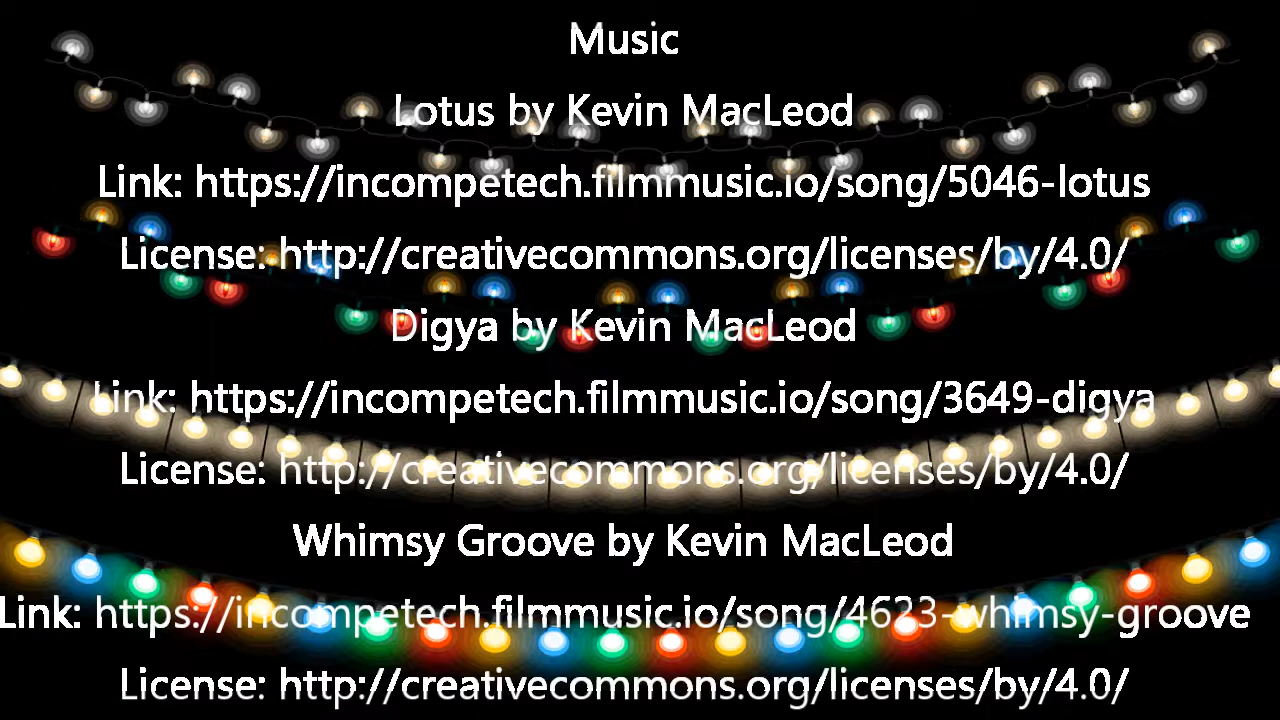 Music
Lotus by Kevin MacLeod
Link: https://incompetech.filmmusic.io/song/5046-lotus
License: http://creativecommons.org/licenses/by/4.0/
Digya by Kevin MacLeod
Link: https://incompetech.filmmusic.io/song/3649-digya
License: http://creativecommons.org/licenses/by/4.0/
Whimsy Groove by Kevin MacLeod
Link: https://incompetech.filmmusic.io/song/4623-whimsy-groove
License: http://creativecommons.org/licenses/by/4.0/